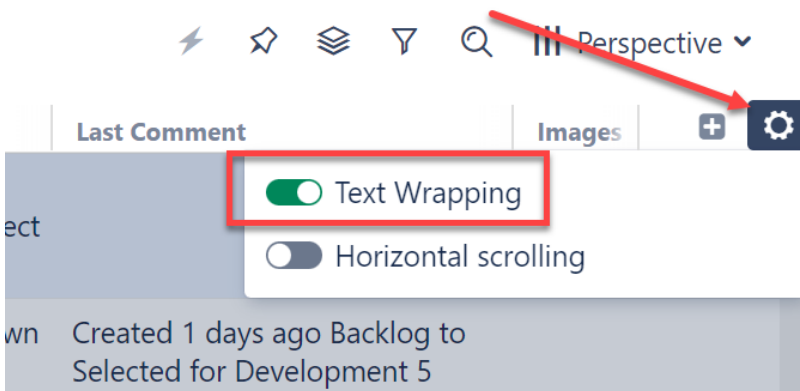 Perspective
Last Comment Images
Text Wrapping
ect
Horizontal scrolling
wn Created 1 days ago Backlog to
Selected for Development 5